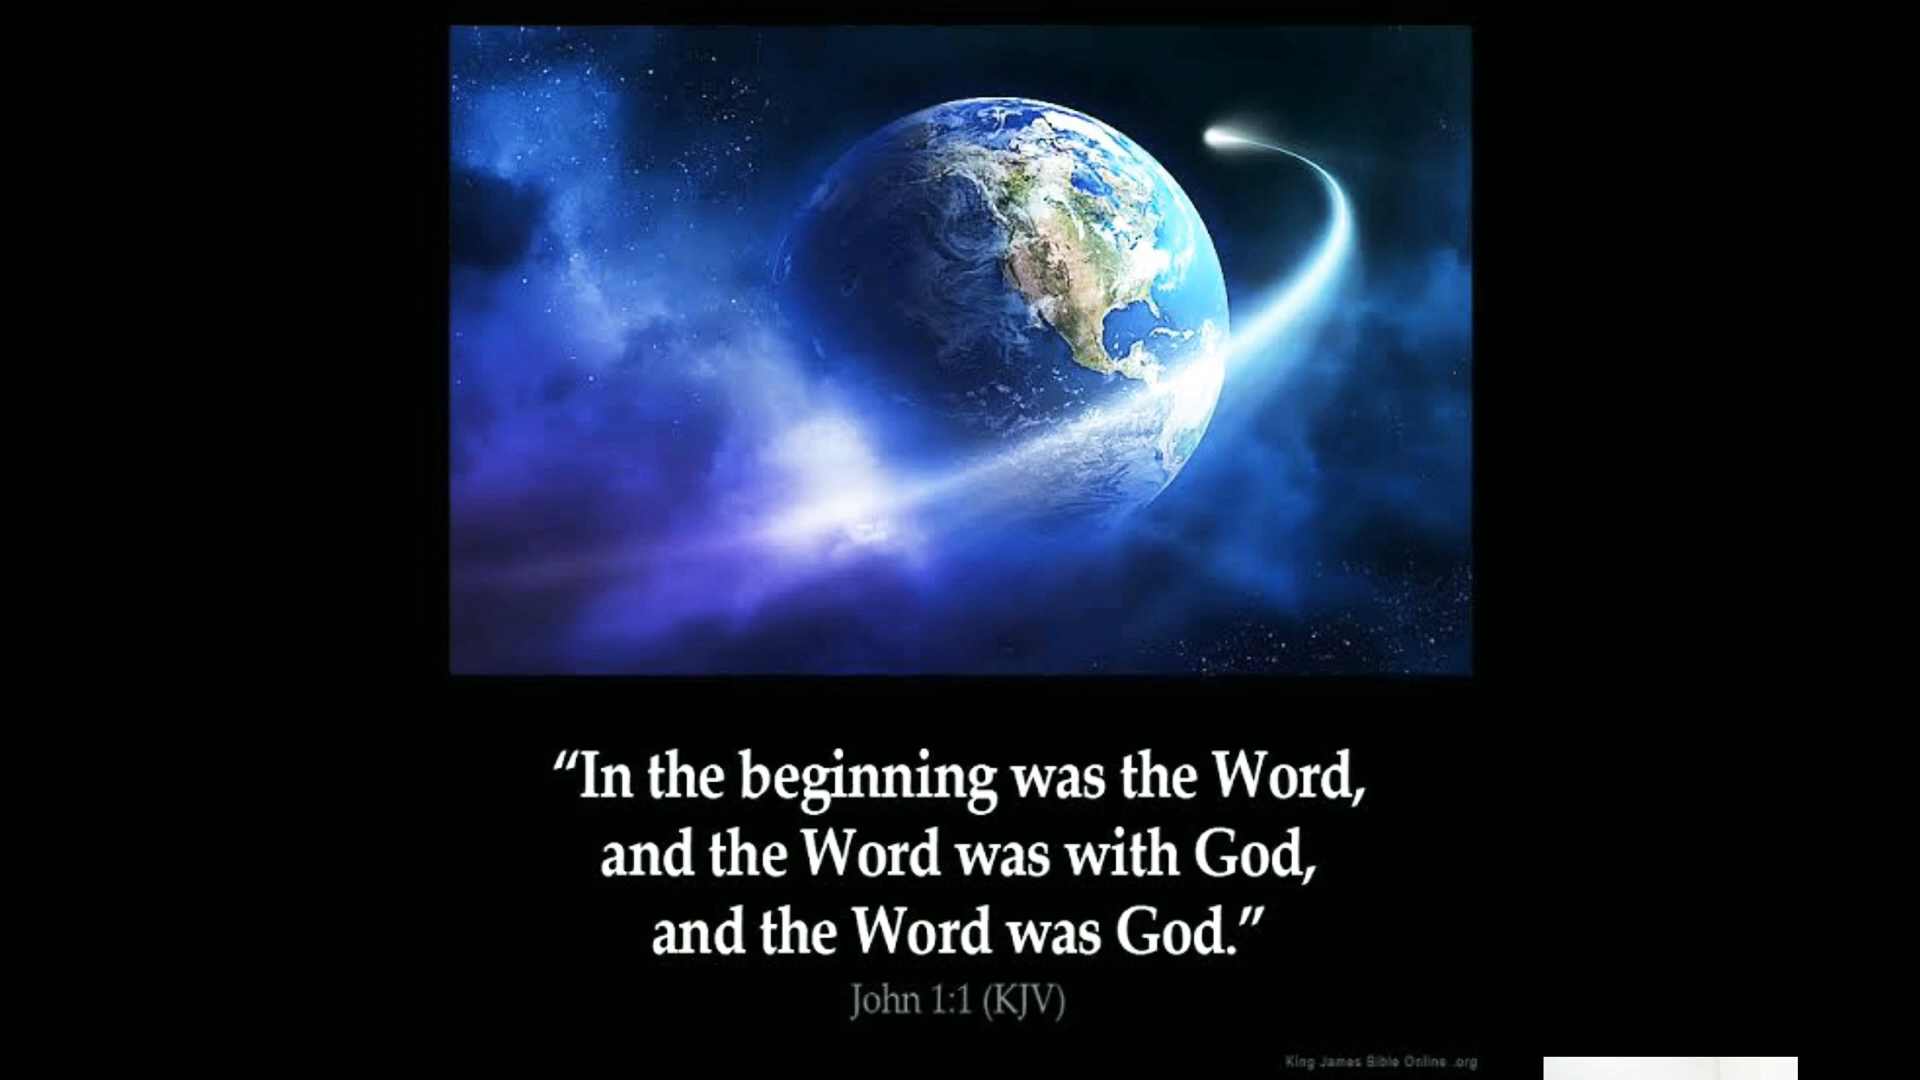 “In the beginning was the Word,
and the Word was with God,
and the Word was God.”
John 1:1 (KJV)
King James Bible Online .org